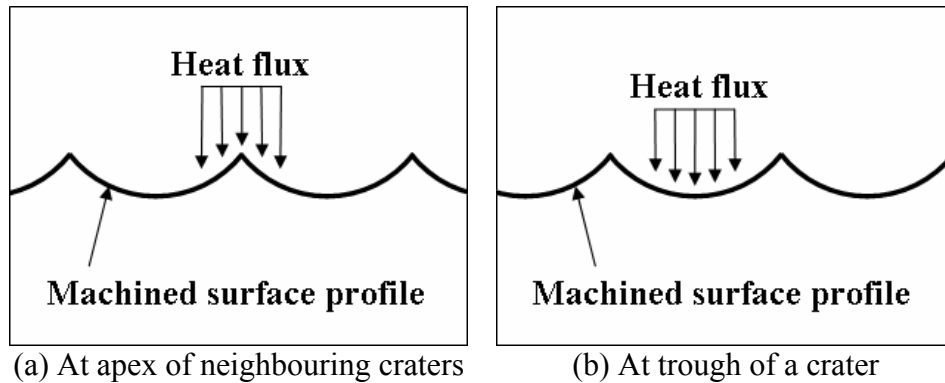 Heat flux
Machined surface profile
(a) At apex of neighbouring craters
Heat flux
Machined surface profile
(b) At trough of a crater